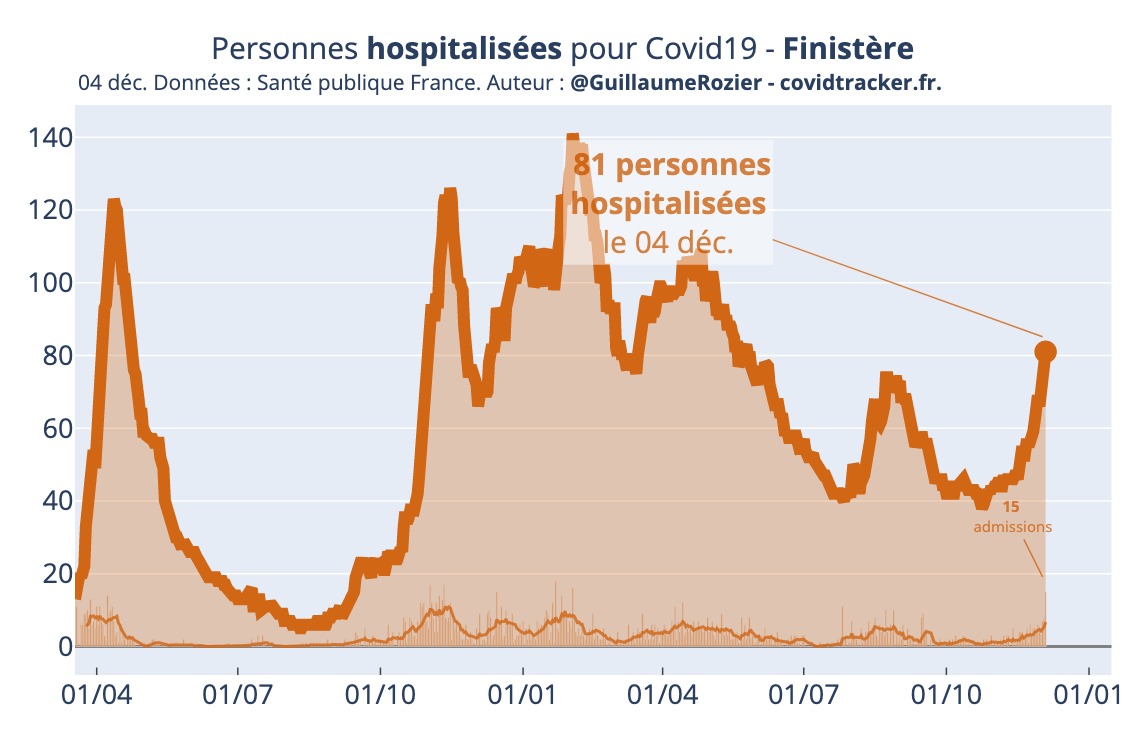 Personnes hospitalisées pour Covid19 - Finistère
04 déc. Données : Santé publique France. Auteur : @GuillaumeRozier - covidtracker.fr.
140
120
100
80
60
40
20
0
81 personnes
hospitalisées
le 04 déc.
15
admissions
01/04 01/07 01/10 01/01 01/04 01/07 01/10 01/01